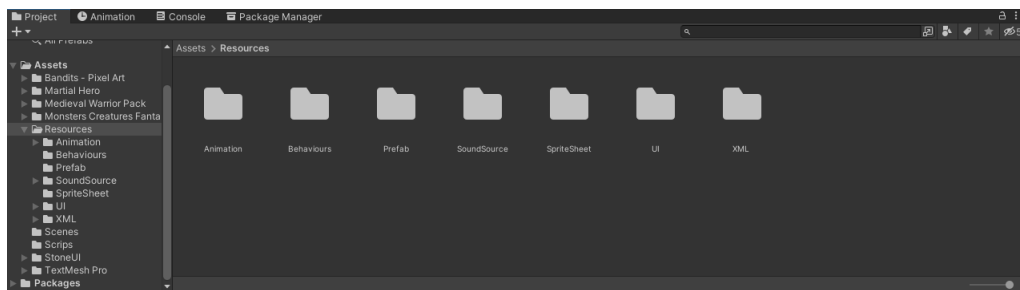 Project Animation Console Package Manager
All Prefabs
Assets > Resources
Assets
Bandits - Pixel Art
Martial Hero
Medieval Warrior Pack
Monsters Creatures Fanta
Resources
Animation
Behaviours
Prefab
SoundSource
SpriteSheet
UI
XML
Scenes
Scrips
StoneUI
TextMesh Pro
Packages
Animation Behaviours Prefab SoundSource SpriteSheet UI XML